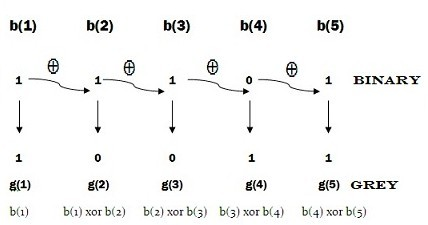 b(1) b(2) b(3) b(4) b(5)
⊕ ⊕ ⊕ ⊕
1 1 1 0 1 BINARY
1 0 0 1 1
g(1) g(2) g(3) g(4) g(5) GREY
b(1) b(1) xor b(2) b(2) xor b(3) b(3) xor b(4) b(4) xor b(5)